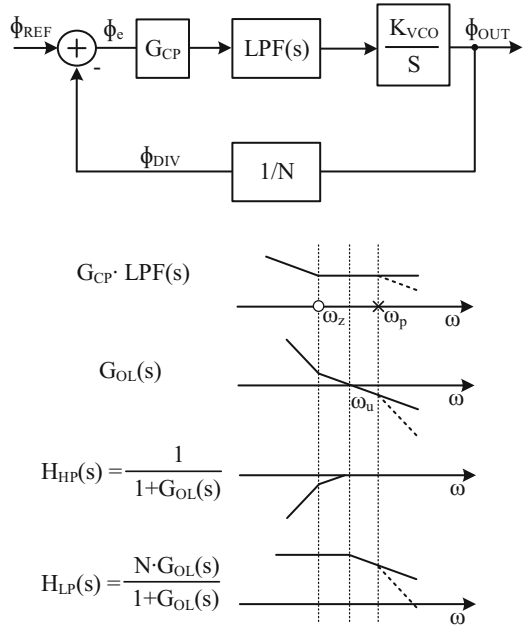 ϕREF
ϕe
+
-
GCP
LPF(s)
KVCO
S
ϕOUT
ϕDIV
1/N
GCP· LPF(s)
ωz
ωp
ω
GOL(s)
ωu
ω
HHP(s) = 1
1+GOL(s)
ω
HLP(s) = N·GOL(s)
1+GOL(s)
ω